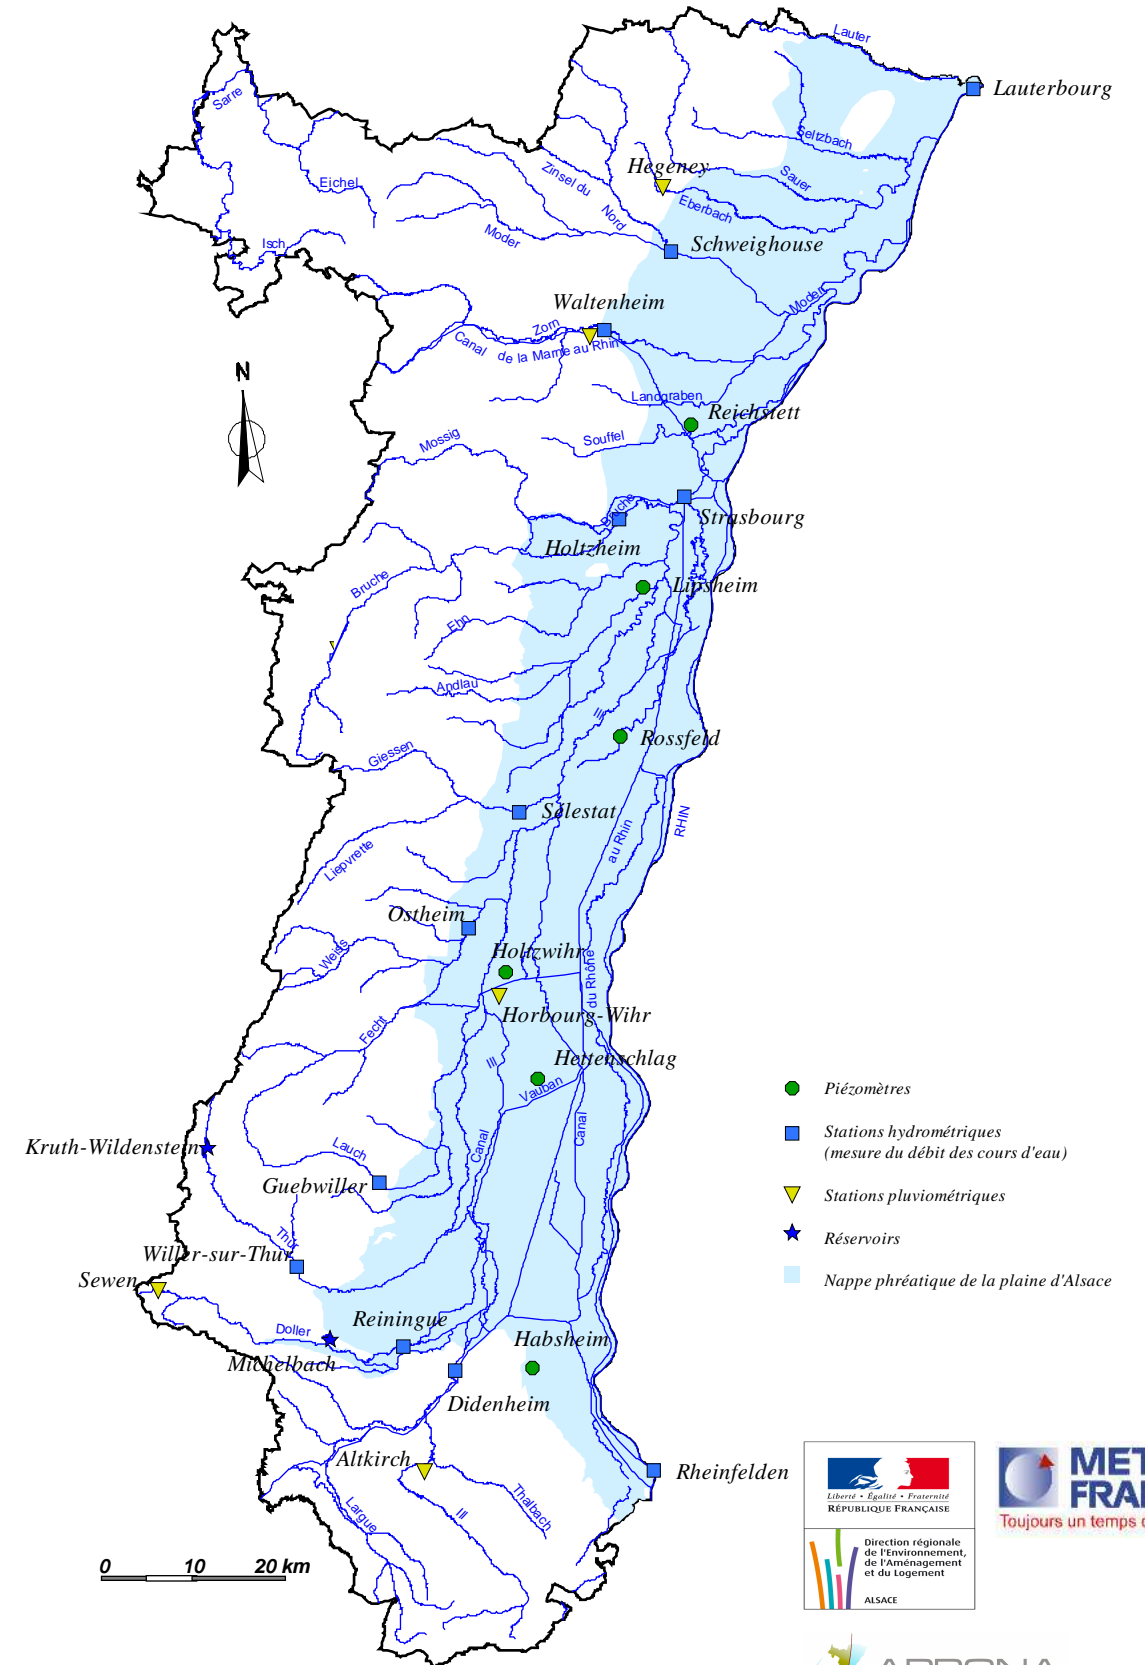 Lauter
Lauterbourg
Sarre
Seltzbach
Hegeney
Zinsel du
Nord
Sauer
Eichel
Eberbach
Moder
Isch
Schweighouse
Waltenheim
Moder
Zorn
Canal de la Marne au Rhin
N
Landgraben
Reichstett
Mossig
Souffel
Bruche
Strasbourg
Holtzheim
Bruche
Lipsheim
Ehn
Andlau
Ill
Rossfeld
Giessen
Sélestat
RHIN
au Rhin
Liepvrette
Ostheim
Weiss
Holtzwihr
du Rhône
Horbourg-Wihr
Fecht
Ill
Hettenschlag
Vauban
Piézomètres
Canal
Canal
Stations hydrométriques
(mesure du débit des cours d'eau)
Kruth-Wildenstein
Lauch
Guebwiller
Stations pluviométriques
Réservoirs
Thur
Willer-sur-Thur
Sewen
Nappe phréatique de la plaine d'Alsace
Doller
Reiningue
Habsheim
Michelbach
Didenheim
Altkirch
Rheinfelden
Largue
Ill
Thalbach
0 10 20 km
Liberté • Égalité • Fraternité
RÉPUBLIQUE FRANÇAISE
MET
FRA
Toujours un temps
Direction régionale
de l'Environnement,
de l'Aménagement
et du Logement
ALSACE